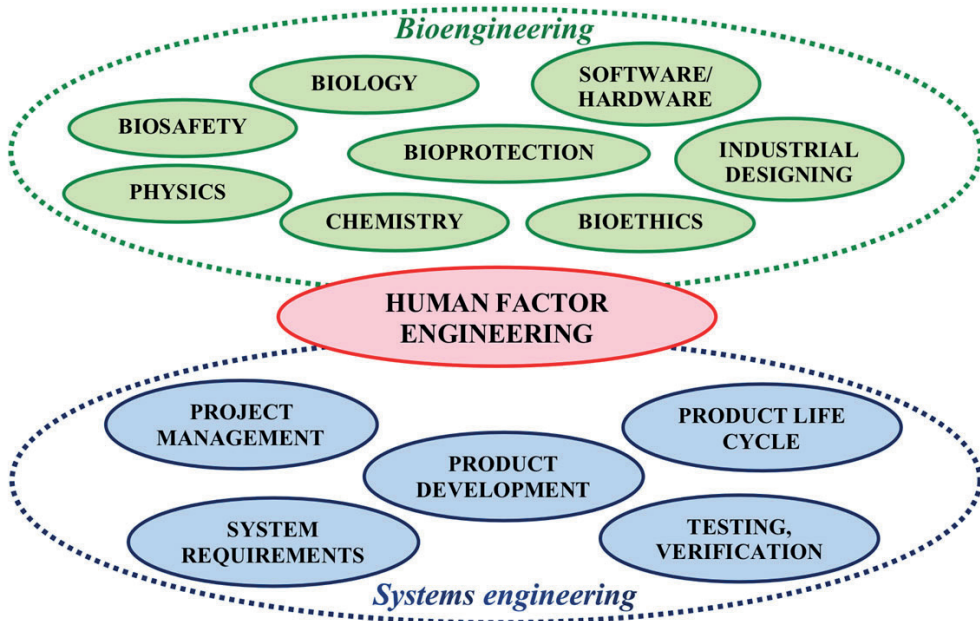 Bioengineering
BIOLOGY
SOFTWARE/
HARDWARE
BIOSAFETY
BIOPROTECTION
INDUSTRIAL
DESIGNING
PHYSICS
CHEMISTRY
BIOETHICS
HUMAN FACTOR
ENGINEERING
PROJECT
MANAGEMENT
PRODUCT LIFE
CYCLE
PRODUCT
DEVELOPMENT
SYSTEM
REQUIREMENTS
TESTING,
VERIFICATION
Systems engineering